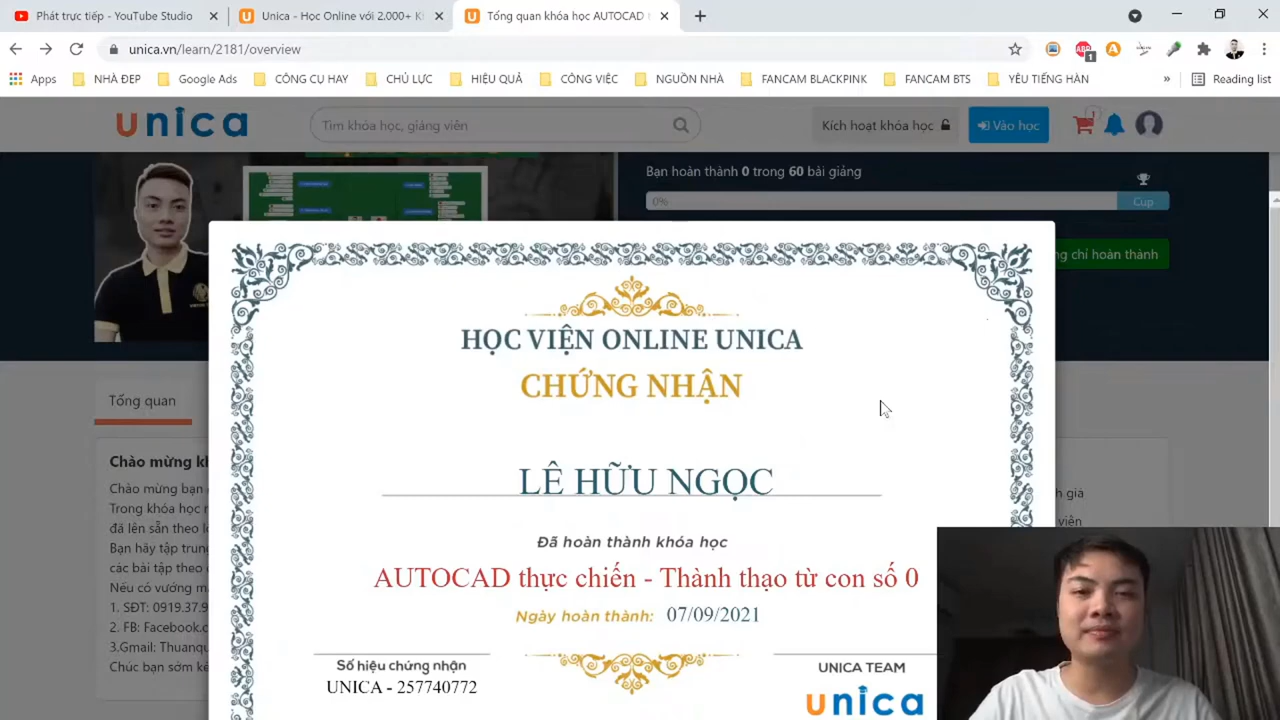 Phát trực tiếp - YouTube Studio
Unica - Học Online với 2.000+ K
Tổng quan khóa học AUTOCAD
unica.vn/learn/2181/overview
1
Apps
NHÀ ĐẸP
Google Ads
CÔNG CỤ HAY
CHỦ LỰC
HIỆU QUẢ
CÔNG VIỆC
NGUỒN NHÀ
FANCAM BLACKPINK
FANCAM BTS
YÊU TIẾNG HÀN
»
Reading list
unica
Tìm khóa học, giảng viên
Kích hoạt khóa học
Vào học
1
Bạn hoàn thành 0 trong 60 bài giảng
0%
Cup
ng chỉ hoàn thành
HỌC VIỆN ONLINE UNICA
CHỨNG NHẬN
LÊ HỮU NGỌC
Đã hoàn thành khóa học
AUTOCAD thực chiến - Thành thạo từ con số 0
Ngày hoàn thành: 07/09/2021
Số hiệu chứng nhận
UNICA - 257740772
UNICA TEAM
unica
Tổng quan
Chào mừng kh
Chào mừng bạn
Trong khóa học
đã lên sẵn theo
Bạn hãy tập trun
các bài tập theo
Nếu có vướng m
1. SĐT: 0919.37.9
2. FB: Facebook.c
3.Gmail: Thuanqu
Chúc bạn sớm
h giá
viên